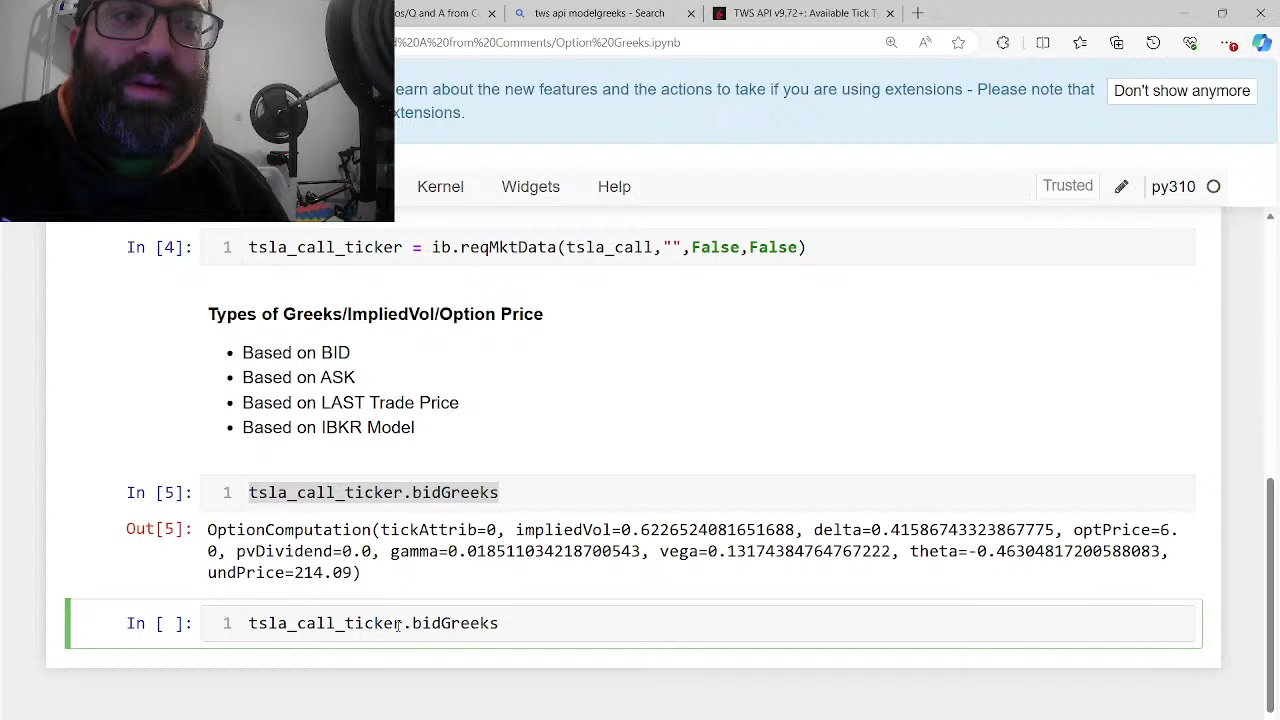 os/Q and A from C
tws api modelgreeks - Search
TWS API v9.72+: Available Tick T
d%20A%20from%20Comments/Option%20Greeks.ipynb
earn about the new features and the actions to take if you are using extensions - Please note that
xtensions.
Don't show anymore
Kernel Widgets Help
Trusted
py310
In [4]: 1 tsla_call_ticker = ib.reqMktData(tsla_call,"",False,False)
Types of Greeks/ImpliedVol/Option Price
• Based on BID
• Based on ASK
• Based on LAST Trade Price
• Based on IBKR Model
In [5]: 1 tsla_call_ticker.bidGreeks
Out[5]: OptionComputation(tickAttrib=0, impliedVol=0.6226524081651688, delta=0.41586743323867775, optPrice=6.
0, pvDividend=0.0, gamma=0.018511034218700543, vega=0.13174384764767222, theta=-0.46304817200588083,
undPrice=214.09)
In [ ]: 1 tsla_call_ticker.bidGreeks